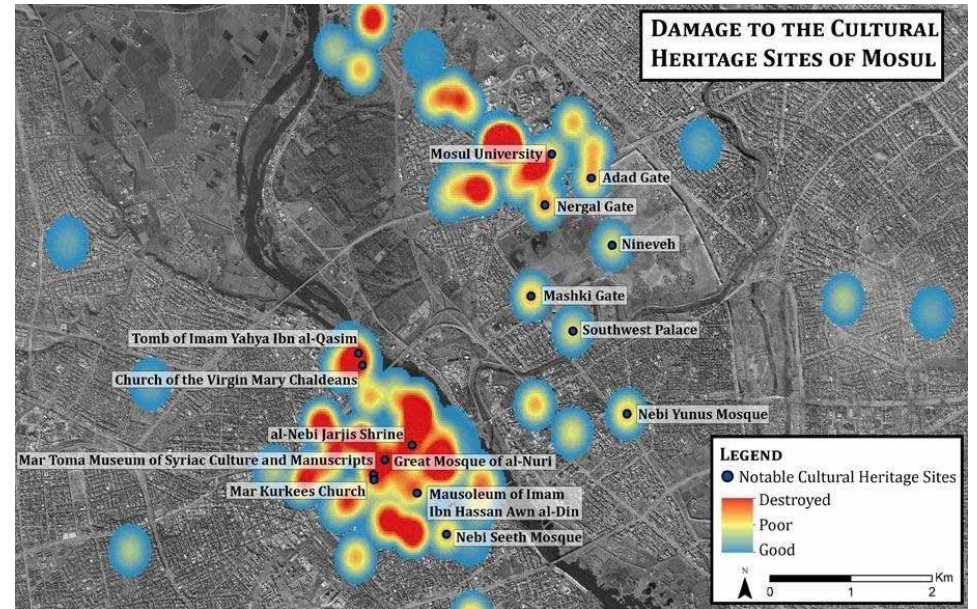 DAMAGE TO THE CULTURAL
HERITAGE SITES OF MOSUL
Mosul University
Adad Gate
Nergal Gate
Nineveh
Mashki Gate
Southwest Palace
Tomb of Imam Yahya Ibn al-Qasim
Church of the Virgin Mary Chaldeans
Nebi Yunus Mosque
al-Nebi Jarjis Shrine
Mar Toma Museum of Syriac Culture and Manuscripts
Great Mosque of al-Nuri
Mar Kurkees Church
Mausoleum of Imam
Ibn Hassan Awn al-Din
Nebi Seeth Mosque
LEGEND
Notable Cultural Heritage Sites
Destroyed
Poor
Good
N
Km
0 1 2